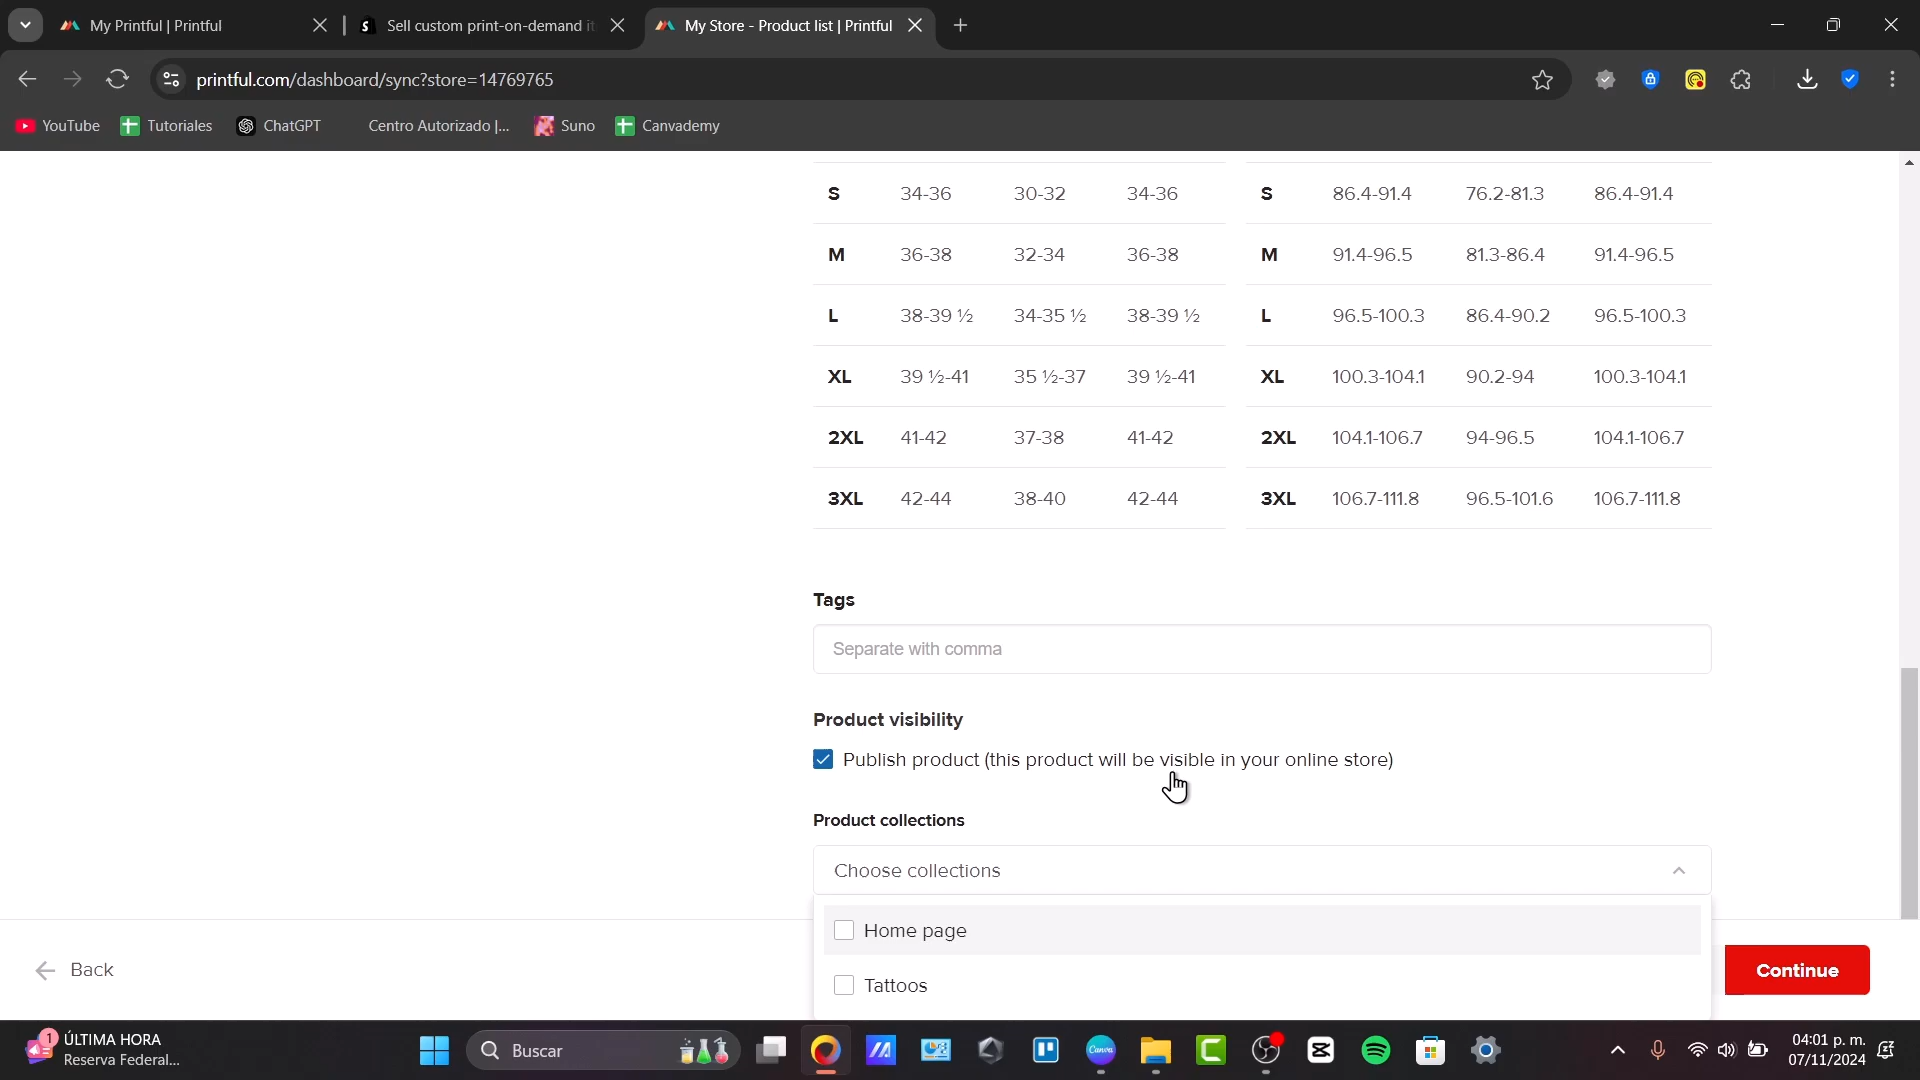 My Printful | Printful
Sell custom print-on-demand it
My Store - Product list | Printful
printful.com/dashboard/sync?store=14769765
YouTube
Tutoriales
ChatGPT
Centro Autorizado |...
Suno
Canvademy
S 34-36 30-32 34-36 S 86.4-91.4 76.2-81.3 86.4-91.4
M 36-38 32-34 36-38 M 91.4-96.5 81.3-86.4 91.4-96.5
L 38-39 ½ 34-35 ½ 38-39 ½ L 96.5-100.3 86.4-90.2 96.5-100.3
XL 39 ½-41 35 ½-37 39 ½-41 XL 100.3-104.1 90.2-94 100.3-104.1
2XL 41-42 37-38 41-42 2XL 104.1-106.7 94-96.5 104.1-106.7
3XL 42-44 38-40 42-44 3XL 106.7-111.8 96.5-101.6 106.7-111.8
Tags
Separate with comma
Product visibility
Publish product (this product will be visible in your online store)
Product collections
Choose collections
Home page
Tattoos
Back
Continue
1
ÚLTIMA HORA
Reserva Federal...
Buscar
Canva
04:01 p. m.
07/11/2024